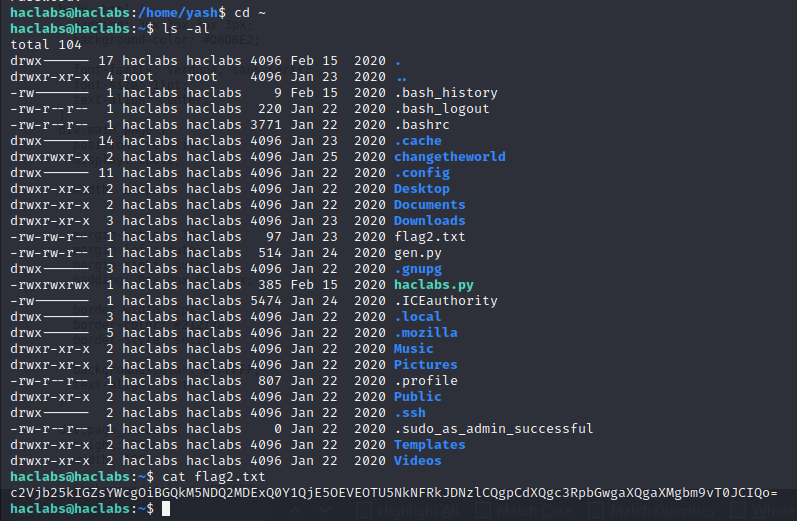 haclabs@haclabs:/home/yash$ cd ~
haclabs@haclabs:~$ ls -al
total 104
drwx------ 17 haclabs haclabs 4096 Feb 15  2020 .
drwxr-xr-x  4 root    root    4096 Jan 23  2020 ..
-rw-------  1 haclabs haclabs    9 Feb 15  2020 .bash_history
-rw-r--r--  1 haclabs haclabs  220 Jan 22  2020 .bash_logout
-rw-r--r--  1 haclabs haclabs 3771 Jan 22  2020 .bashrc
drwx------ 14 haclabs haclabs 4096 Jan 23  2020 .cache
drwxrwxr-x  2 haclabs haclabs 4096 Jan 25  2020 changetheworld
drwx------ 11 haclabs haclabs 4096 Jan 22  2020 .config
drwxr-xr-x  2 haclabs haclabs 4096 Jan 22  2020 Desktop
drwxr-xr-x  2 haclabs haclabs 4096 Jan 22  2020 Documents
drwxr-xr-x  3 haclabs haclabs 4096 Jan 23  2020 Downloads
-rw-rw-r--  1 haclabs haclabs   97 Jan 23  2020 flag2.txt
-rw-rw-r--  1 haclabs haclabs  514 Jan 24  2020 gen.py
drwx------  3 haclabs haclabs 4096 Jan 22  2020 .gnupg
-rwxrwxrwx  1 haclabs haclabs  385 Feb 15  2020 haclabs.py
-rw-------  1 haclabs haclabs 5474 Jan 24  2020 .ICEauthority
drwx------  3 haclabs haclabs 4096 Jan 22  2020 .local
drwx------  5 haclabs haclabs 4096 Jan 22  2020 .mozilla
drwxr-xr-x  2 haclabs haclabs 4096 Jan 22  2020 Music
drwxr-xr-x  2 haclabs haclabs 4096 Jan 22  2020 Pictures
-rw-r--r--  1 haclabs haclabs  807 Jan 22  2020 .profile
drwxr-xr-x  2 haclabs haclabs 4096 Jan 22  2020 Public
drwx------  2 haclabs haclabs 4096 Jan 22  2020 .ssh
-rw-r--r--  1 haclabs haclabs    0 Jan 22  2020 .sudo_as_admin_successful
drwxr-xr-x  2 haclabs haclabs 4096 Jan 22  2020 Templates
drwxr-xr-x  2 haclabs haclabs 4096 Jan 22  2020 Videos
haclabs@haclabs:~$ cat flag2.txt
c2Vjb25kIGZsYWcgOiBGQkM5NDQ2MDExQ0Y1QjE5OEVEOTU5NkNFRkJDNzlCQgpCdXQgc3RpbGwgaXQgaXMgbm9vT0JCIQo=
haclabs@haclabs:~$
Highlight All
Match Case
Match Diacritics
Whole